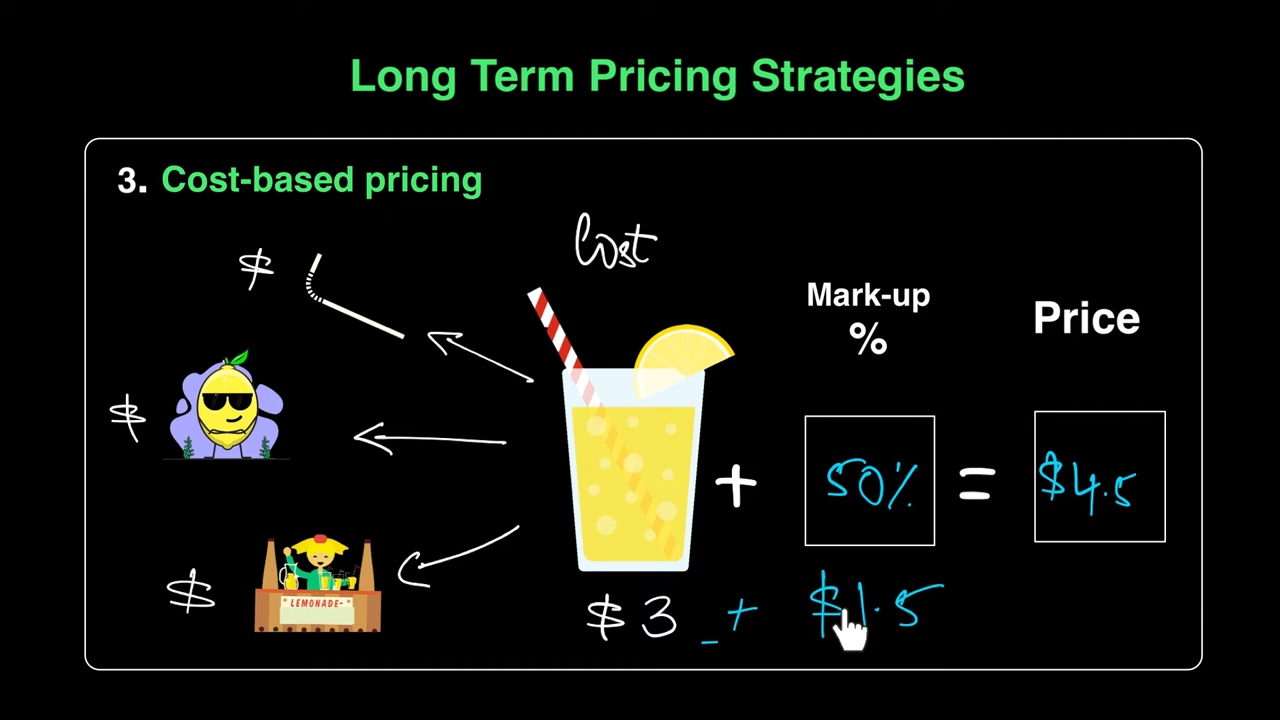 Long Term Pricing Strategies
3. Cost-based pricing
Cost
$
Mark-up
%
Price
$
50%
+
=
$4.5
$
LEMONADE-
$3 + $1.5